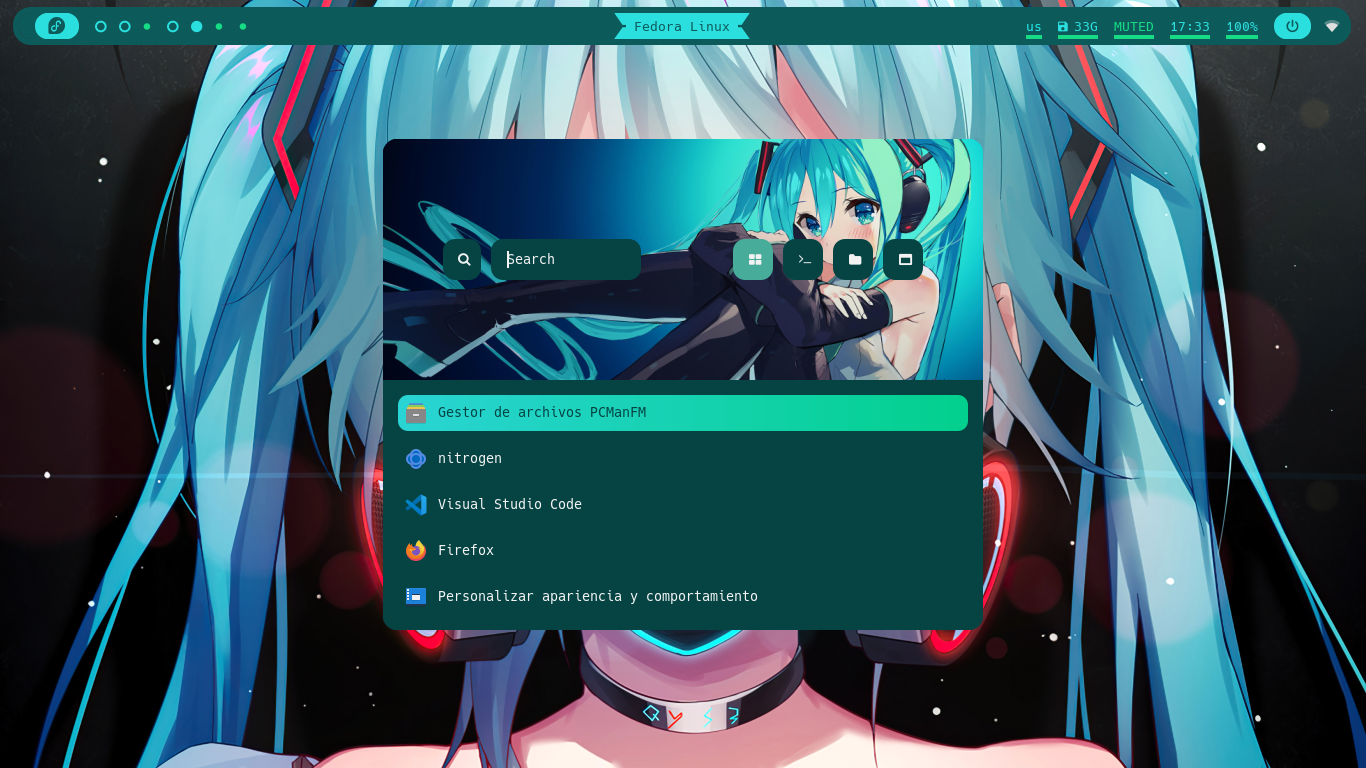 Fedora Linux
us 33G MUTED 17:33 100%
Search
Gestor de archivos PCManFM
nitrogen
Visual Studio Code
Firefox
Personalizar apariencia y comportamiento